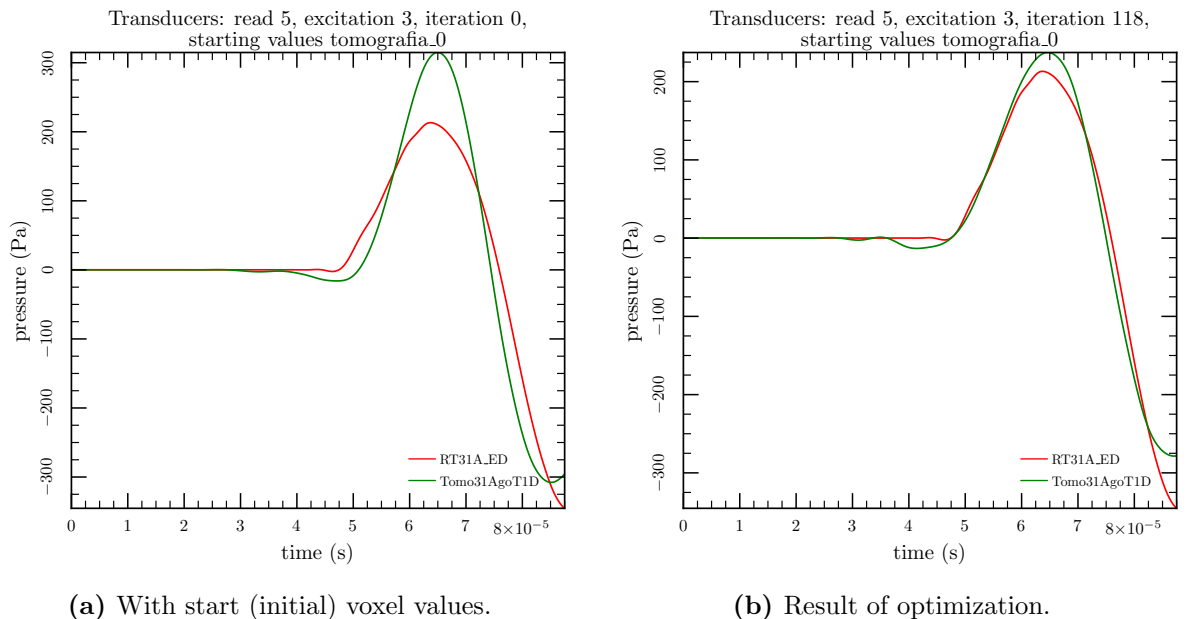 Transducers: read 5, excitation 3, iteration 0,
starting values tomografia_0
300
200
100
0
−100
−200
−300
pressure (Pa)
RT31A_ED
Tomo31AgoT1D
0 1 2 3 4 5 6 7 8×10⁻⁵
time (s)
(a) With start (initial) voxel values.
Transducers: read 5, excitation 3, iteration 118,
starting values tomografia_0
200
100
0
−100
−200
−300
pressure (Pa)
RT31A_ED
Tomo31AgoT1D
0 1 2 3 4 5 6 7 8×10⁻⁵
time (s)
(b) Result of optimization.